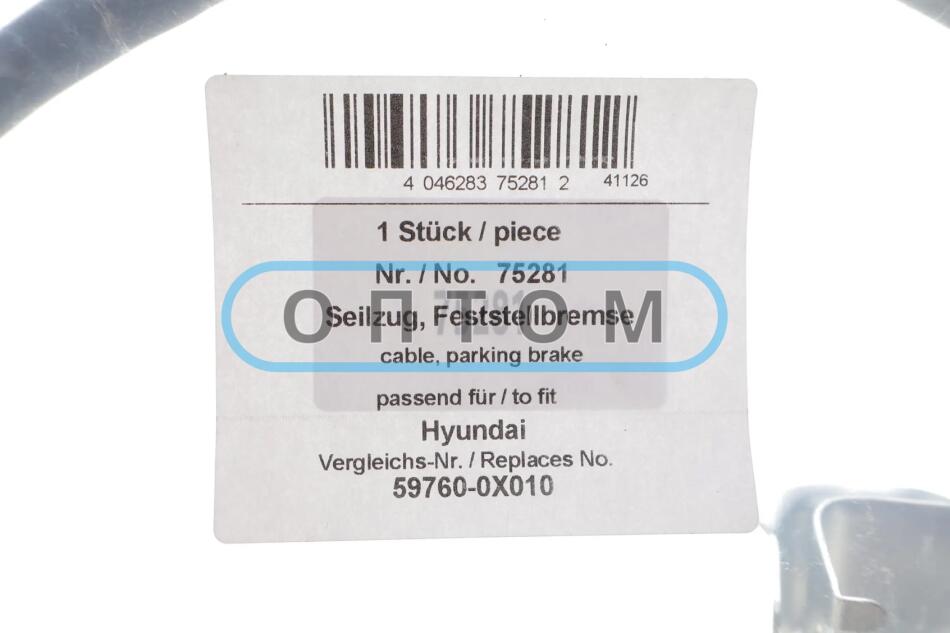 4 046283 75281 2 41126
1 Stück / piece
Nr. / No. 75281
ОПТОМ
Seilzug, Feststellbremse
cable, parking brake
passend für / to fit
Hyundai
Vergleichs-Nr. / Replaces No.
59760-0X010